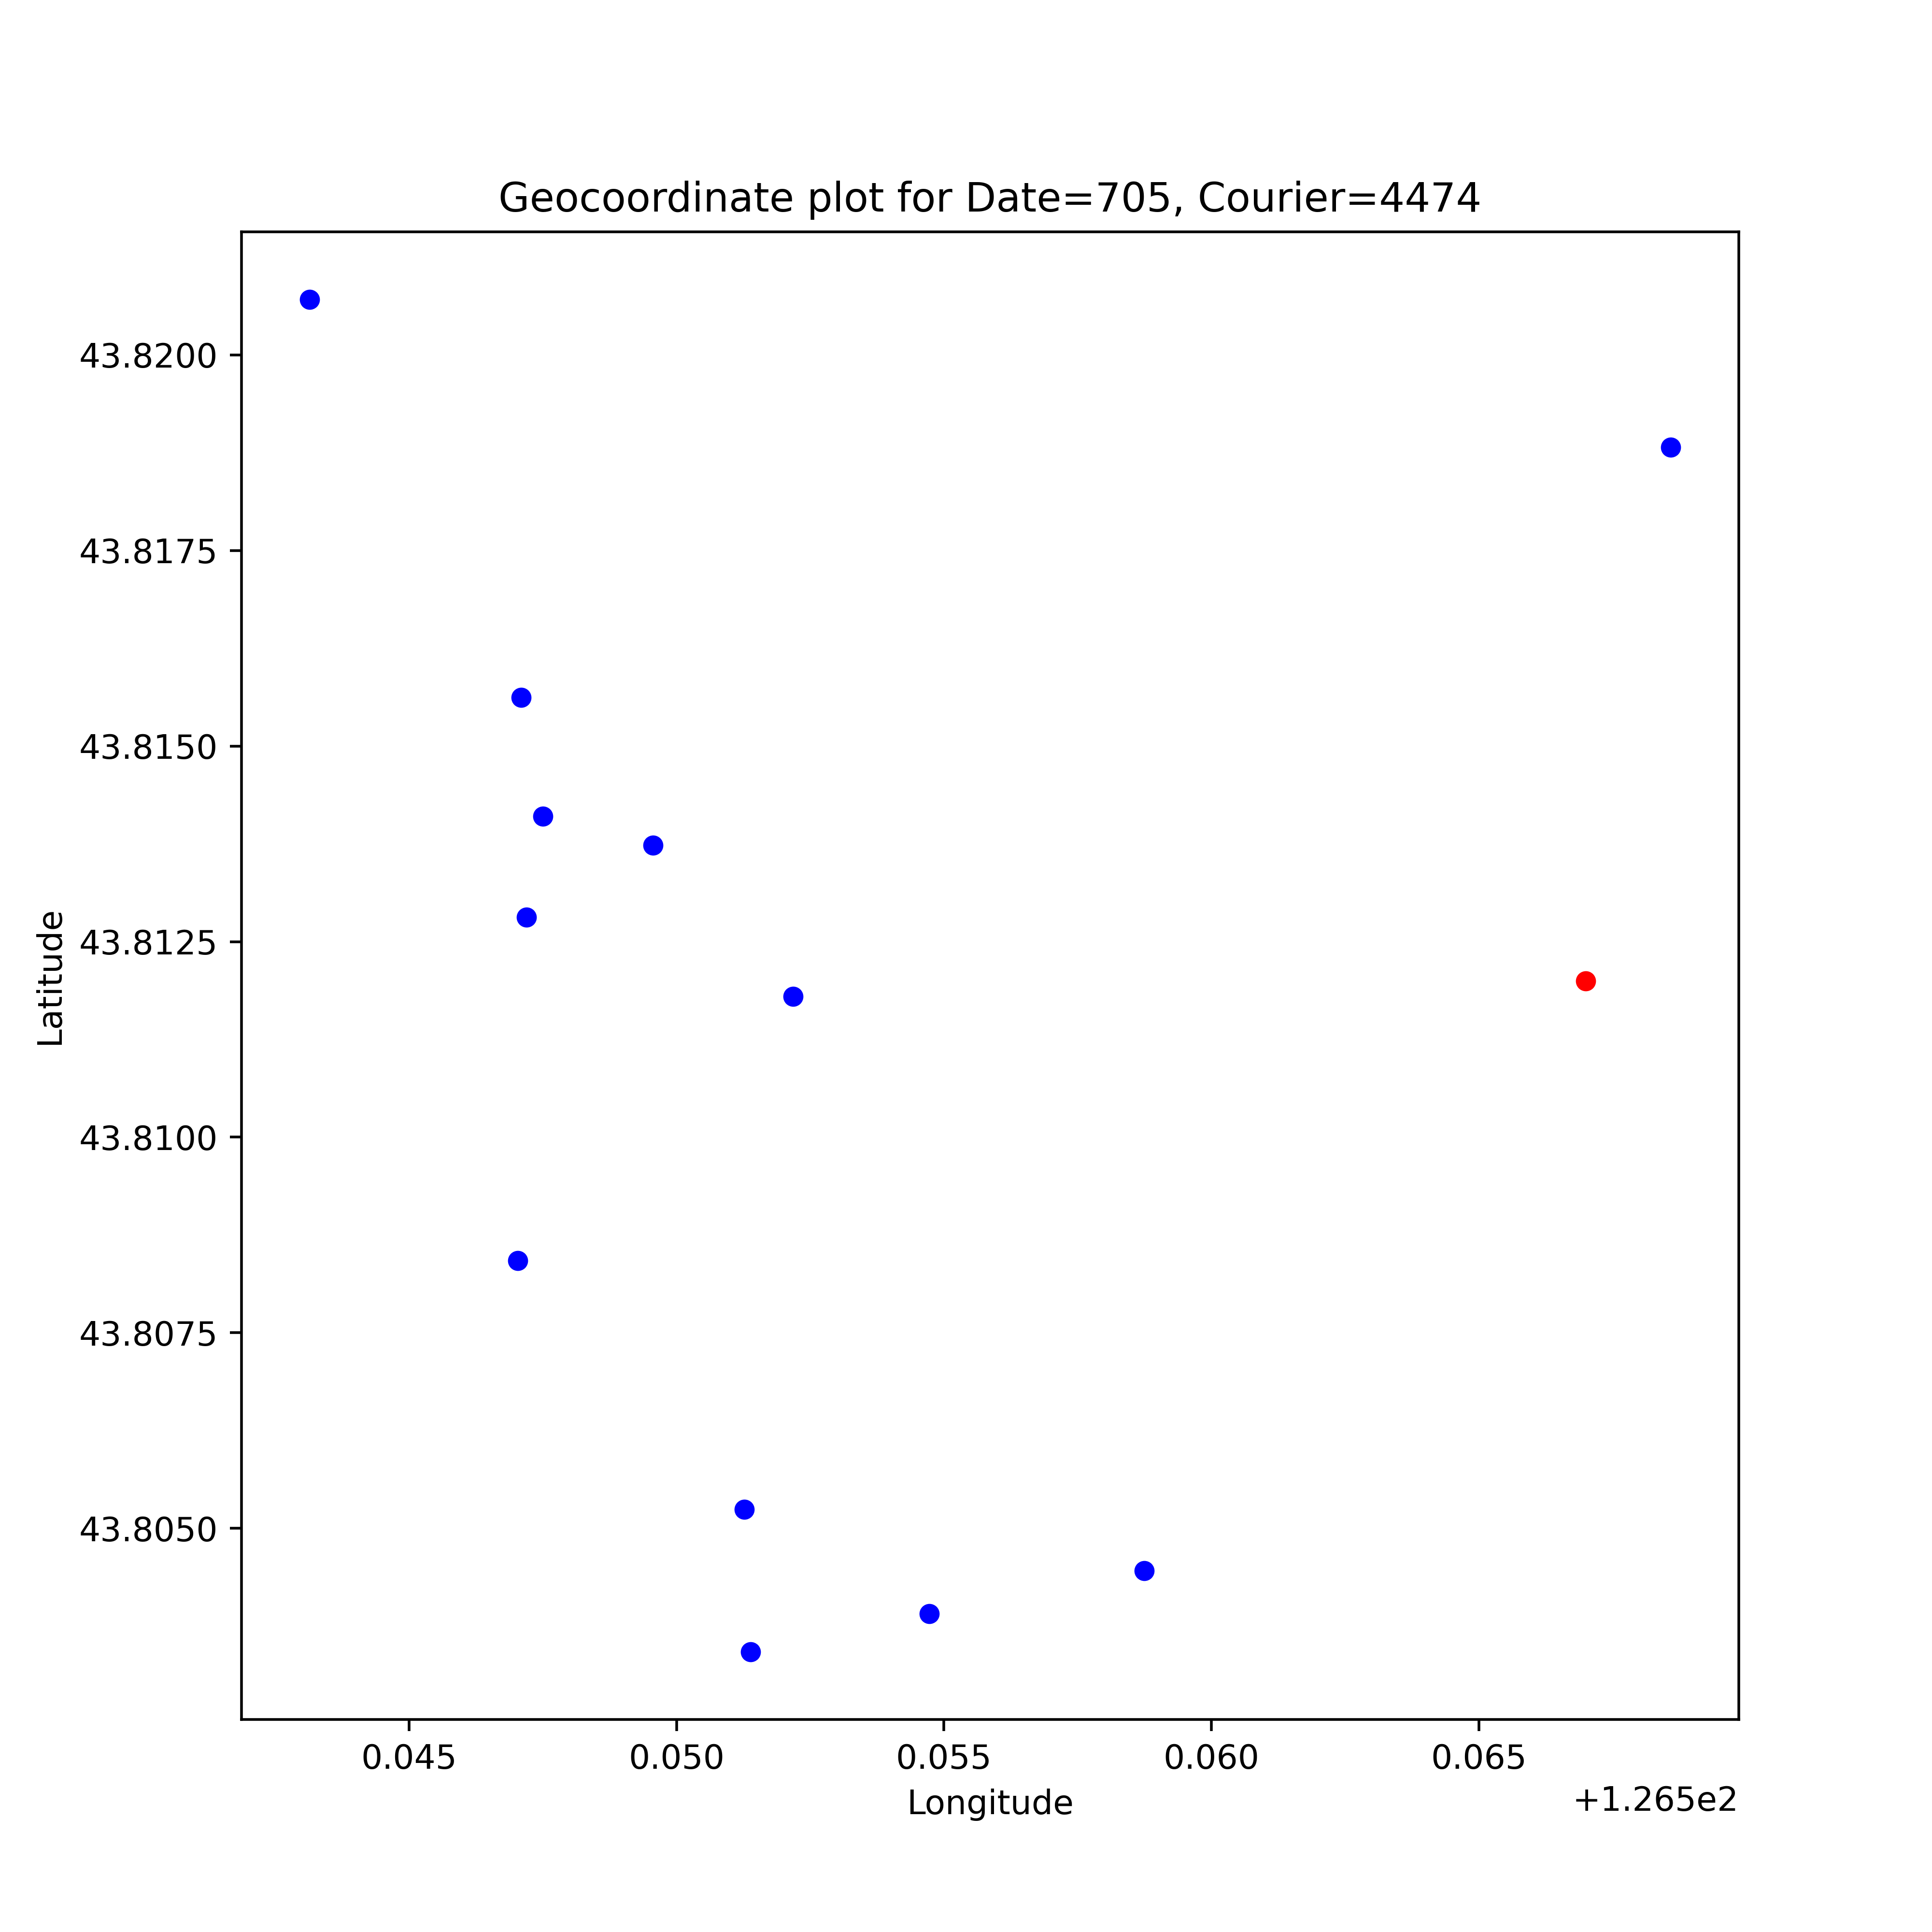 Geocoordinate plot for Date=705, Courier=4474
43.8200
43.8175
43.8150
43.8125
43.8100
43.8075
43.8050
Latitude
0.045 0.050 0.055 0.060 0.065
Longitude
+1.265e2